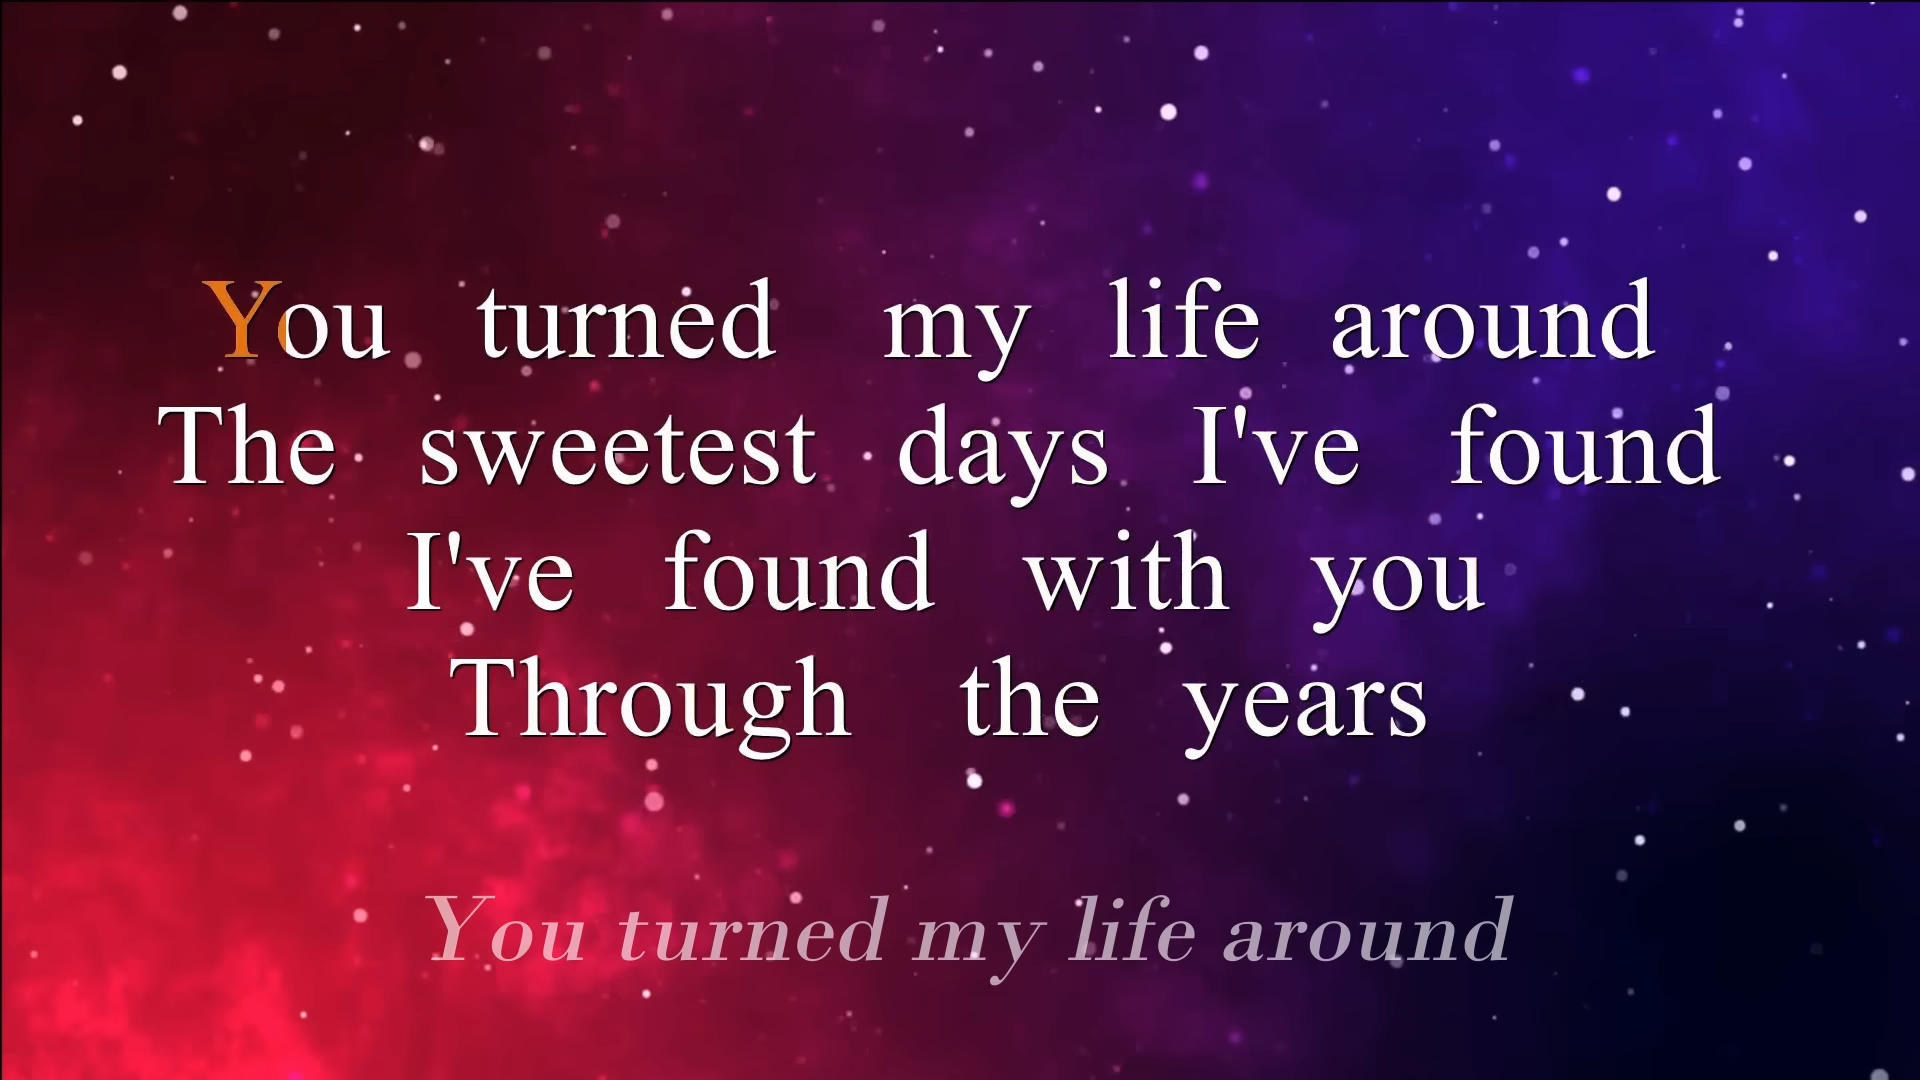 You turned my life around
The sweetest days I've found
I've found with you
Through the years
You turned my life around